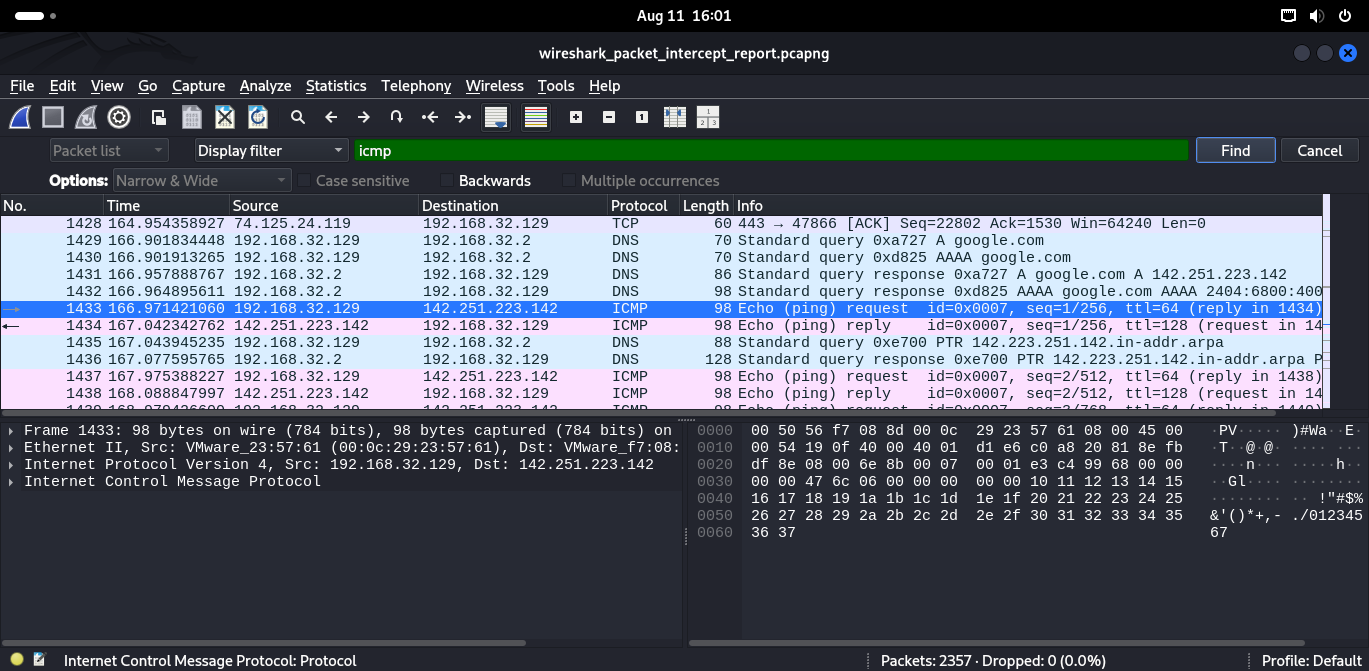 Aug 11 16:01
wireshark_packet_intercept_report.pcapng
File Edit View Go Capture Analyze Statistics Telephony Wireless Tools Help
Packet list Display filter icmp Find Cancel
Options: Narrow & Wide Case sensitive Backwards Multiple occurrences
No. Time Source Destination Protocol Length Info
1428 164.954358927 74.125.24.119 192.168.32.129 TCP 60 443 → 47866 [ACK] Seq=22802 Ack=1530 Win=64240 Len=0
1429 166.901834448 192.168.32.129 192.168.32.2 DNS 70 Standard query 0xa727 A google.com
1430 166.901913265 192.168.32.129 192.168.32.2 DNS 70 Standard query 0xd825 AAAA google.com
1431 166.957888767 192.168.32.2 192.168.32.129 DNS 86 Standard query response 0xa727 A google.com A 142.251.223.142
1432 166.964895611 192.168.32.2 192.168.32.129 DNS 98 Standard query response 0xd825 AAAA google.com AAAA 2404:6800:400
1433 166.971421060 192.168.32.129 142.251.223.142 ICMP 98 Echo (ping) request id=0x0007, seq=1/256, ttl=64 (reply in 1434)
1434 167.042342762 142.251.223.142 192.168.32.129 ICMP 98 Echo (ping) reply id=0x0007, seq=1/256, ttl=128 (request in 14
1435 167.043945235 192.168.32.129 192.168.32.2 DNS 88 Standard query 0xe700 PTR 142.223.251.142.in-addr.arpa
1436 167.077595765 192.168.32.2 192.168.32.129 DNS 128 Standard query response 0xe700 PTR 142.223.251.142.in-addr.arpa P
1437 167.975388227 192.168.32.129 142.251.223.142 ICMP 98 Echo (ping) request id=0x0007, seq=2/512, ttl=64 (reply in 1438)
1438 168.088847997 142.251.223.142 192.168.32.129 ICMP 98 Echo (ping) reply id=0x0007, seq=2/512, ttl=128 (request in 14
Frame 1433: 98 bytes on wire (784 bits), 98 bytes captured (784 bits) on
Ethernet II, Src: VMware_23:57:61 (00:0c:29:23:57:61), Dst: VMware_f7:08:
Internet Protocol Version 4, Src: 192.168.32.129, Dst: 142.251.223.142
Internet Control Message Protocol
0000 00 50 56 f7 08 8d 00 0c 29 23 57 61 08 00 45 00 ·PV····· )#Wa··E·
0010 00 54 19 0f 40 00 40 01 d1 e6 c0 a8 20 81 8e fb ·T··@·@· ···· ···
0020 df 8e 08 00 6e 8b 00 07 00 01 e3 c4 99 68 00 00 ····n··· ·····h··
0030 00 00 47 6c 06 00 00 00 00 00 10 11 12 13 14 15 ··Gl···· ········
0040 16 17 18 19 1a 1b 1c 1d 1e 1f 20 21 22 23 24 25 ········ ·· !"#$%
0050 26 27 28 29 2a 2b 2c 2d 2e 2f 30 31 32 33 34 35 &'()*+,- ./012345
0060 36 37 67
Internet Control Message Protocol: Protocol Packets: 2357 · Dropped: 0 (0.0%) Profile: Default